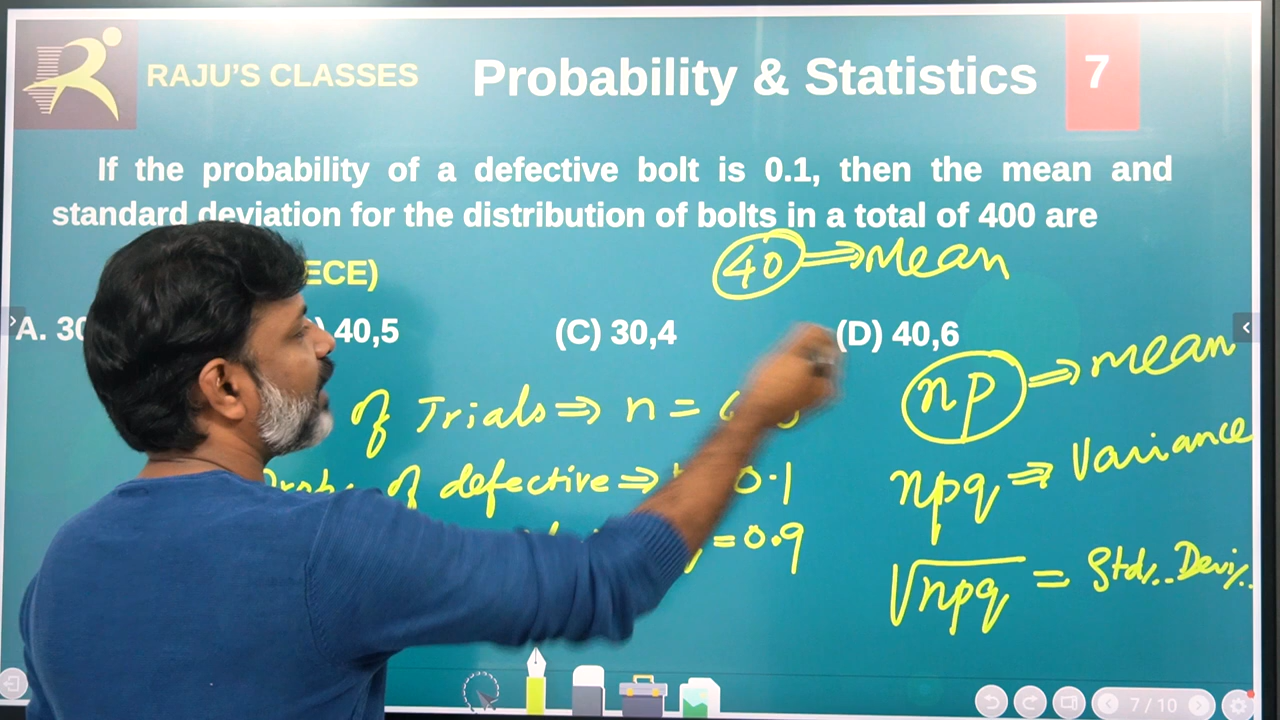 RAJU'S CLASSES
Probability & Statistics
7
If the probability of a defective bolt is 0.1, then the mean and
standard deviation for the distribution of bolts in a total of 400 are
ECE)
40 ⇒ Mean
A. 30
) 40,5
(C) 30,4
(D) 40,6
np ⇒ mean
of Trials ⇒ n =
npq ⇒ Variance
of defective ⇒ 0.1
= 0.9
√npq = Std.. Devi..
7 / 10